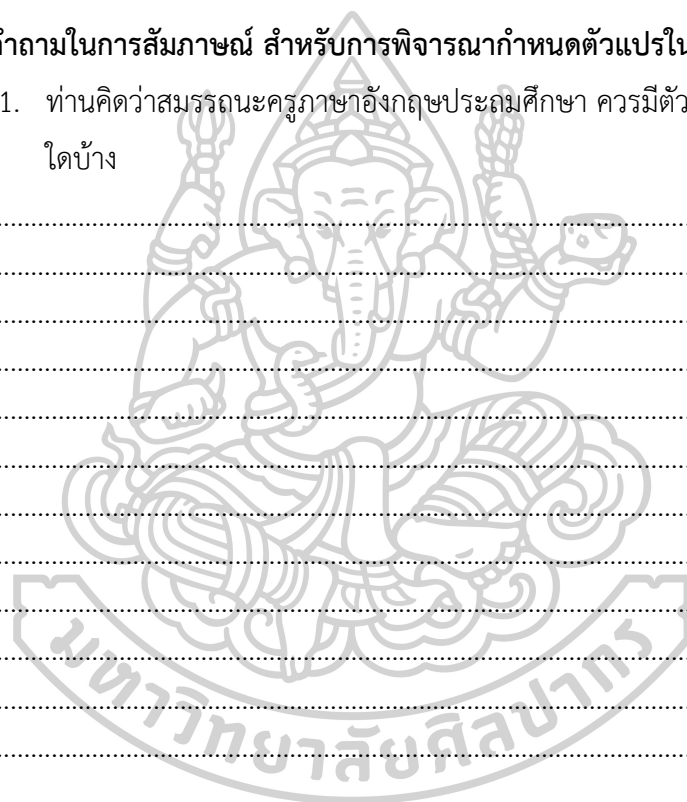 คำถามในการสัมภาษณ์ สำหรับการพิจารณากำหนดตัวแปรใน
1. ท่านคิดว่าสมรรถนะครูภาษาอังกฤษประถมศึกษา ควรมีตัว
ใดบ้าง
มหาวิทยาลัยศิลปากร